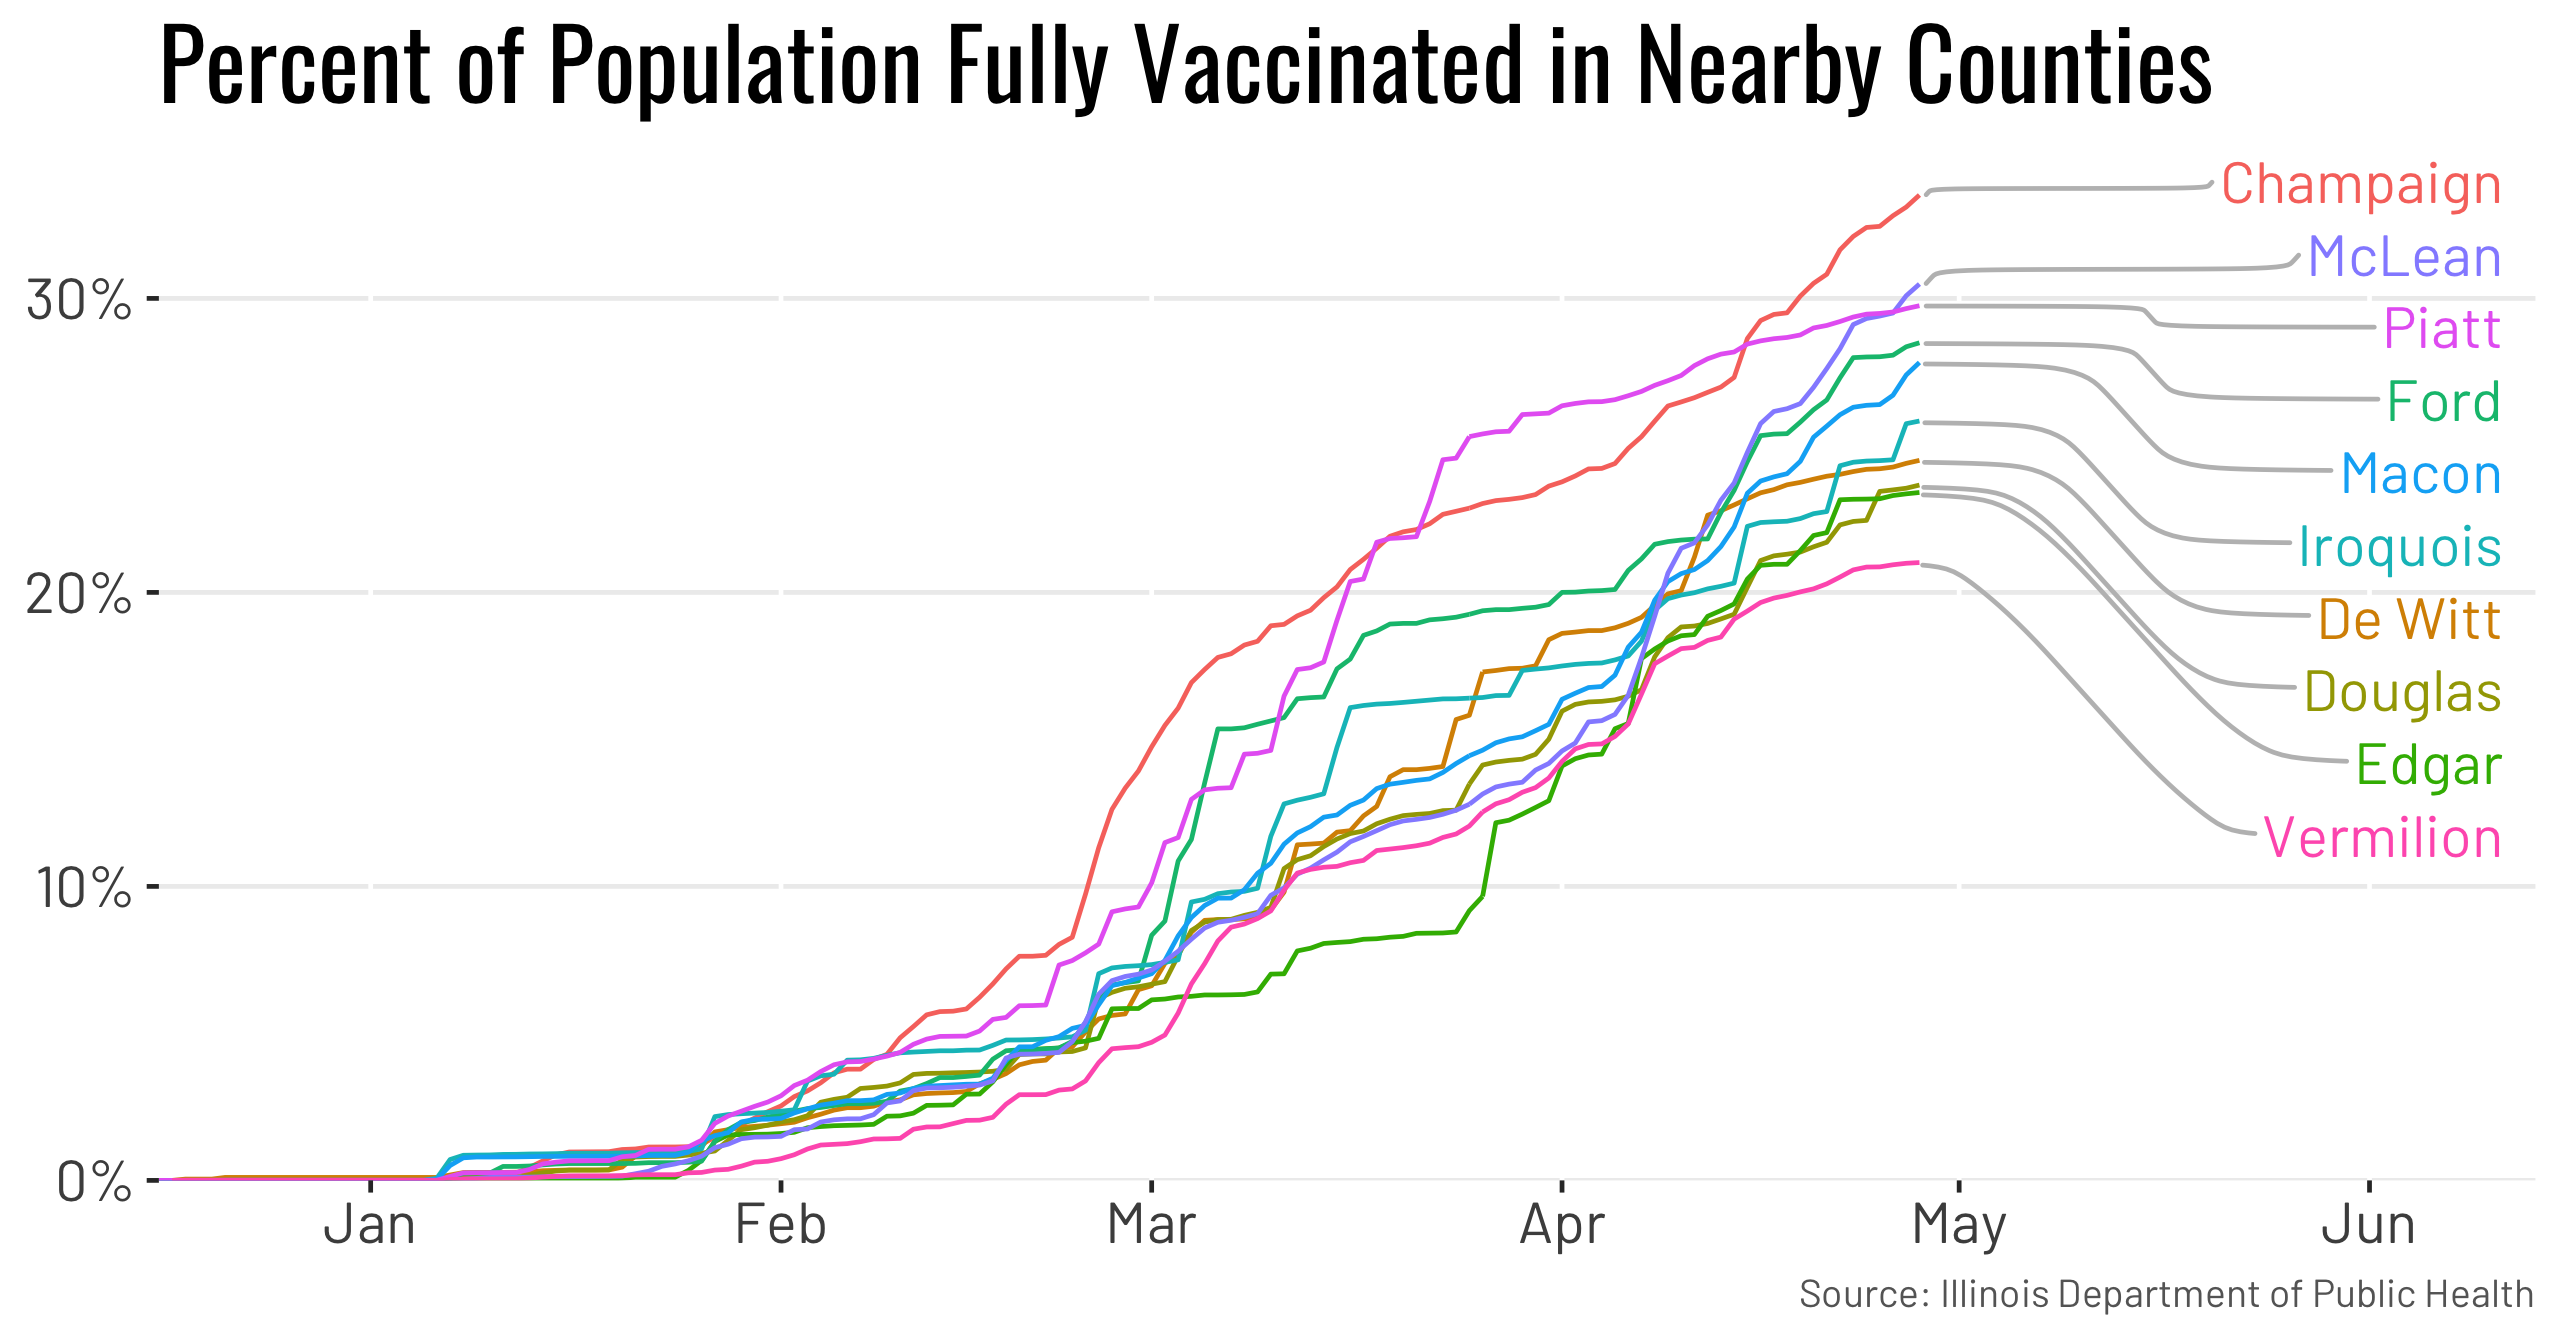 Percent of Population Fully Vaccinated in Nearby Counties
Champaign
McLean
30%
Piatt
Ford
Macon
Iroquois
20%
De Witt
Douglas
Edgar
Vermilion
10%
0%
Jan Feb Mar Apr May Jun
Source: Illinois Department of Public Health